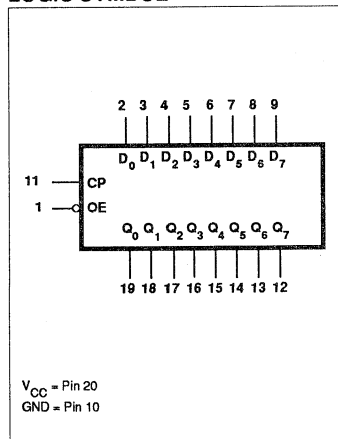 2 3 4 5 6 7 8 9
D0 D1 D2 D3 D4 D5 D6 D7
11 CP
1 OE
Q0 Q1 Q2 Q3 Q4 Q5 Q6 Q7
19 18 17 16 15 14 13 12
VCC = Pin 20
GND = Pin 10